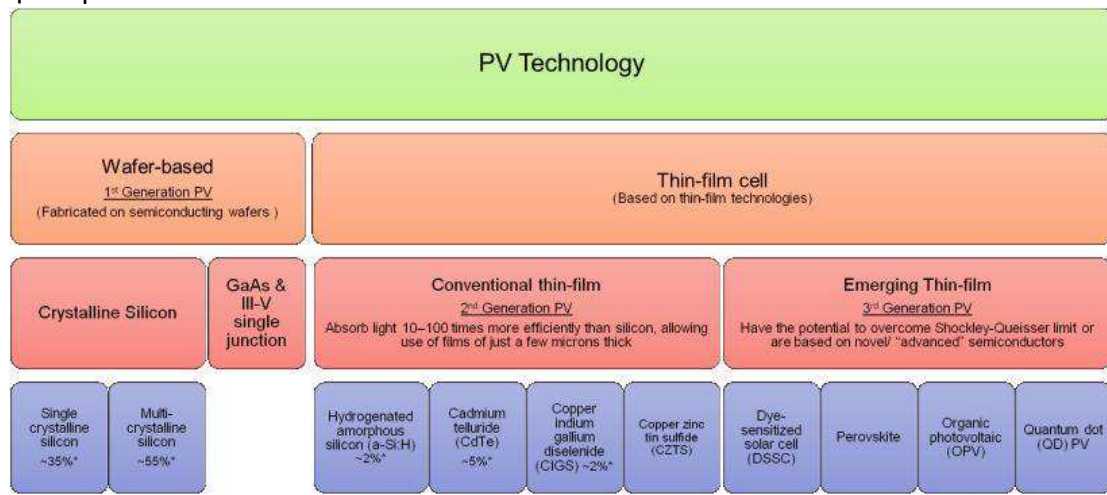 PV Technology
Wafer-based
1st Generation PV
(Fabricated on semiconducting wafers )
Thin-film cell
(Based on thin-film technologies)
Crystalline Silicon
GaAs &
III-V
single
junction
Conventional thin-film
2nd Generation PV
Absorb light 10–100 times more efficiently than silicon, allowing
use of films of just a few microns thick
Emerging Thin-film
3rd Generation PV
Have the potential to overcome Shockley-Queisser limit or
are based on novel/ "advanced" semiconductors
Single
crystalline
silicon
~35%*
Multi-
crystalline
silicon
~55%*
Hydrogenated
amorphous
silicon (a-Si:H)
~2%*
Cadmium
telluride
(CdTe)
~5%*
Copper
indium
gallium
diselenide
(CIGS) ~2%*
Copper zinc
tin sulfide
(CZTS)
Dye-
sensitized
solar cell
(DSSC)
Perovskite
Organic
photovoltaic
(OPV)
Quantum dot
(QD) PV